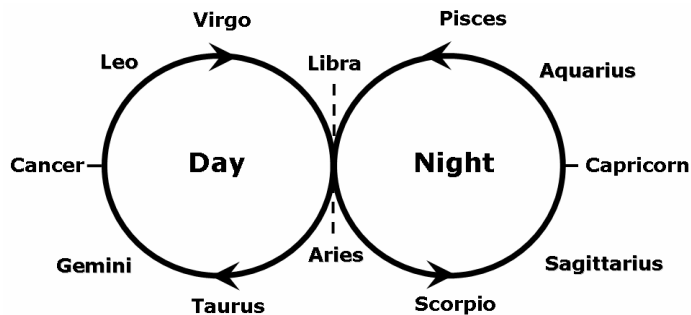 Virgo
Pisces
Leo
Libra
Aquarius
Cancer
Day
Night
Capricorn
Gemini
Aries
Sagittarius
Taurus
Scorpio